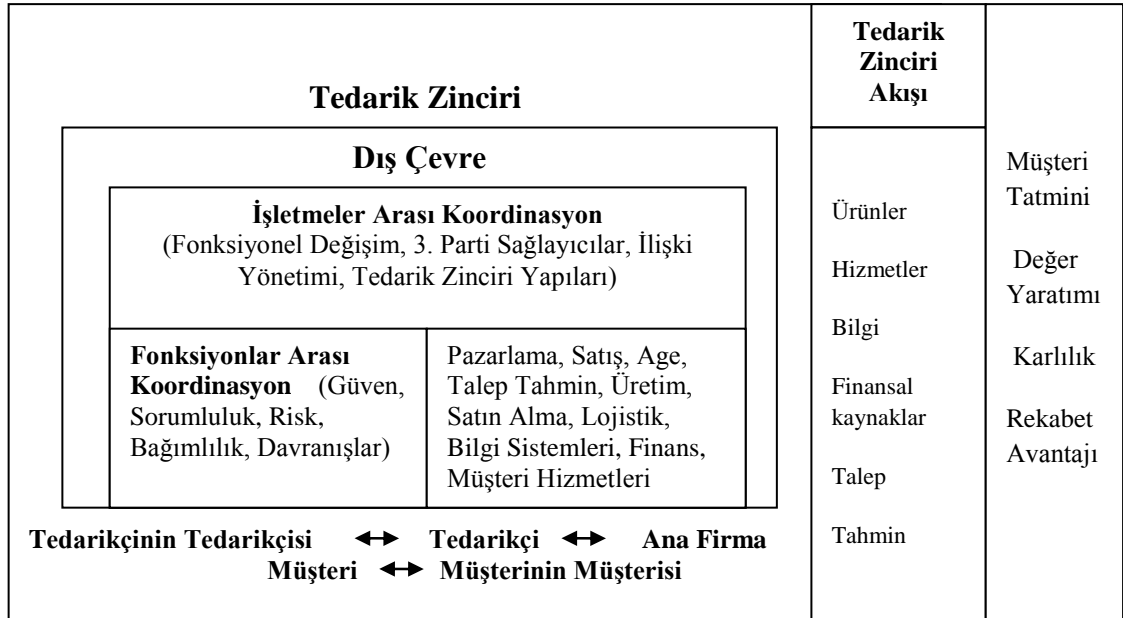 Tedarik Zinciri
Dış Çevre
İşletmeler Arası Koordinasyon
(Fonksiyonel Değişim, 3. Parti Sağlayıcılar, İlişki
Yönetimi, Tedarik Zinciri Yapıları)
Fonksiyonlar Arası
Koordinasyon (Güven,
Sorumluluk, Risk,
Bağımlılık, Davranışlar)
Pazarlama, Satış, Age,
Talep Tahmin, Üretim,
Satın Alma, Lojistik,
Bilgi Sistemleri, Finans,
Müşteri Hizmetleri
Tedarikçinin Tedarikçisi ↔ Tedarikçi ↔ Ana Firma
Müşteri ↔ Müşterinin Müşterisi
Tedarik
Zinciri
Akışı
Ürünler
Hizmetler
Bilgi
Finansal
kaynaklar
Talep
Tahmin
Müşteri
Tatmini
Değer
Yaratımı
Karlılık
Rekabet
Avantajı